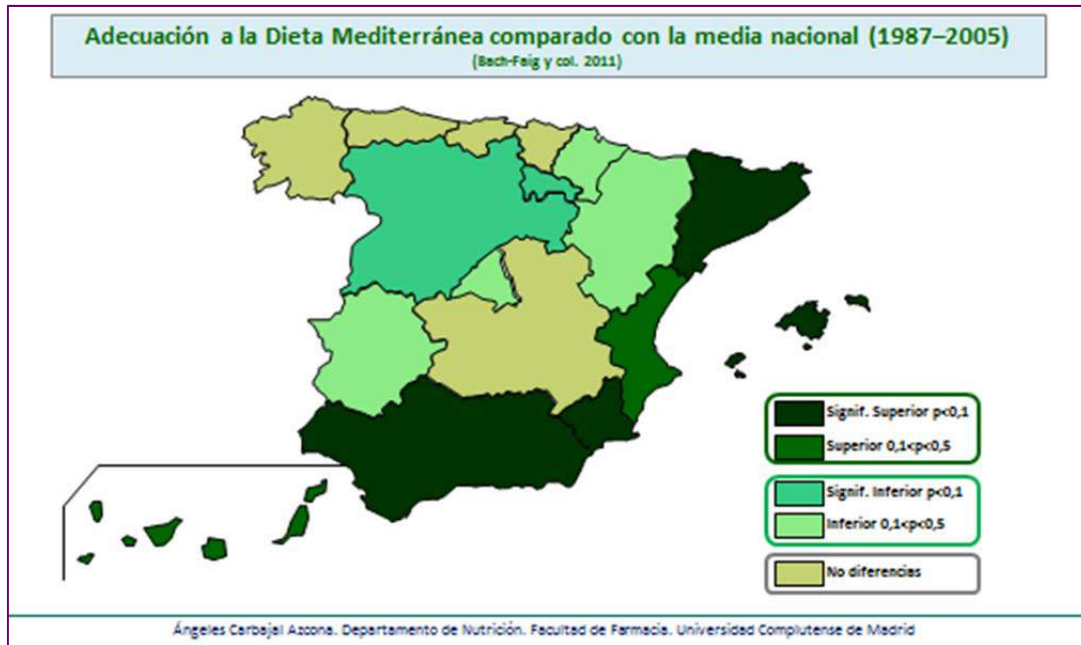 Adecuación a la Dieta Mediterránea comparado con la media nacional (1987–2005)
(Bach-Faig y col. 2011)
Signif. Superior p<0,1
Superior 0,1<p<0,5
Signif. Inferior p<0,1
Inferior 0,1<p<0,5
No diferencias
Ángeles Carbajal Azcona. Departamento de Nutrición. Facultad de Farmacia. Universidad Complutense de Madrid